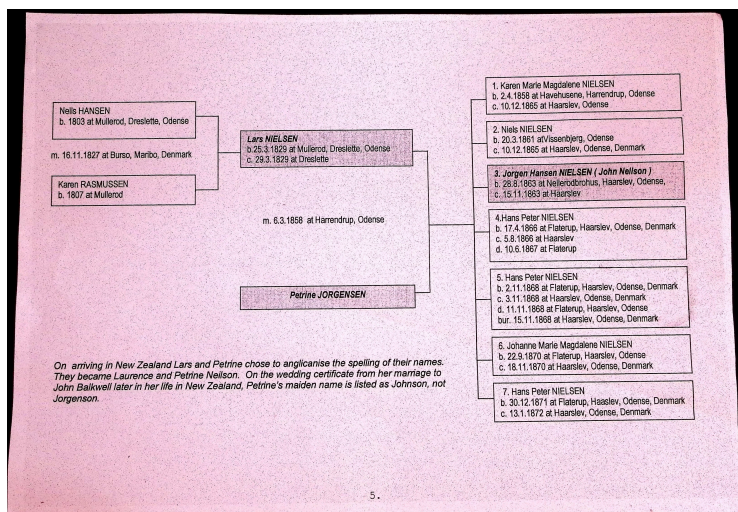 Neils HANSEN
b. 1803 at Mullerod, Dreslette, Odense
m. 16.11.1827 at Burso, Maribo, Denmark
Karen RASMUSSEN
b. 1807 at Mullerod
Lars NIELSEN
b.25.3.1829 at Mullerod, Dreslette, Odense
c. 29.3.1829 at Dreslette
m. 6.3.1858 at Harrendrup, Odense
Petrine JORGENSEN
1. Karen Marie Magdalene NIELSEN
b. 2.4.1858 at Havehusene, Harrendrup, Odense
c. 10.12.1865 at Haarslev, Odense
2. Niels NIELSEN
b. 20.3.1861 atVissenbjerg, Odense
c. 10.12.1865 at Haarslev, Odense, Denmark
3. Jorgen Hansen NIELSEN ( John Neilson )
b. 28.8.1863 at Nellerodbrohus, Haarslev, Odense,
c. 15.11.1863 at Haarslev
4.Hans Peter NIELSEN
b. 17.4.1866 at Flaterup, Haarslev, Odense, Denmark
c. 5.8.1866 at Haarslev
d. 10.6.1867 at Flaterup
5. Hans Peter NIELSEN
b. 2.11.1868 at Flaterup, Haarslev, Odense, Denmark
c. 3.11.1868 at Haarslev, Odense, Denmark
d. 11.11.1868 at Flaterup, Haarslev, Odense
bur. 15.11.1868 at Haarslev, Odense, Denmark
6. Johanne Marie Magdalene NIELSEN
b. 22.9.1870 at Flaterup, Haarslev, Odense
c. 18.11.1870 at Haarslev, Odense, Denmark
7. Hans Peter NIELSEN
b. 30.12.1871 at Flaterup, Haaslev, Odense, Denmark
c. 13.1.1872 at Haarslev, Odense, Denmark
On arriving in New Zealand Lars and Petrine chose to anglicanise the spelling of their names.
They became Laurence and Petrine Neilson. On the wedding certificate from her marriage to
John Balkwell later in her life in New Zealand, Petrine's maiden name is listed as Johnson, not
Jorgenson.
5.